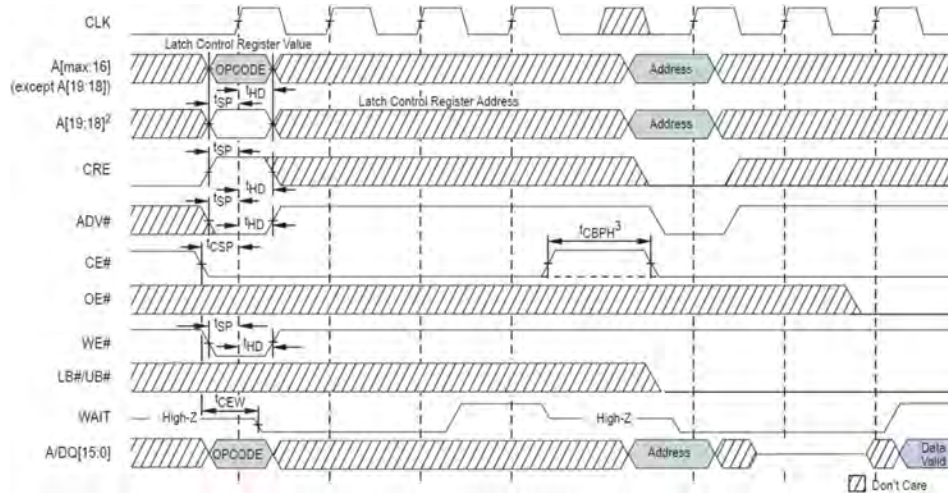 CLK
Latch Control Register Value
A[max:16]
(except A[19:18])
OPCODE
Address
tHD
tSP
Latch Control Register Address
A[19:18]2
Address
tSP
CRE
tHD
tSP
ADV#
tHD
tCBPH3
tCSP
CE#
OE#
tSP
WE#
tHD
LB#/UB#
tCEW
WAIT
High-Z
High-Z
A/DQ[15:0]
OPCODE
Address
Data
Valid
Don't Care